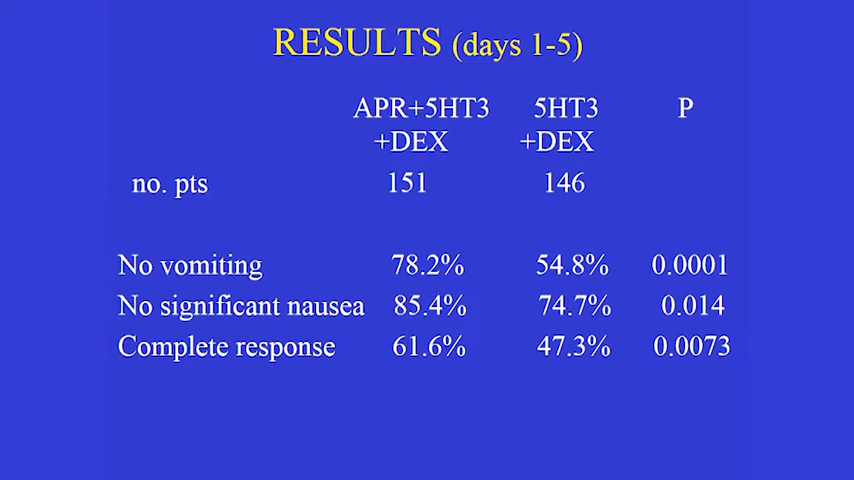 RESULTS (days 1-5)
APR+5HT3 5HT3 P
+DEX +DEX
no. pts 151 146
No vomiting 78.2% 54.8% 0.0001
No significant nausea 85.4% 74.7% 0.014
Complete response 61.6% 47.3% 0.0073